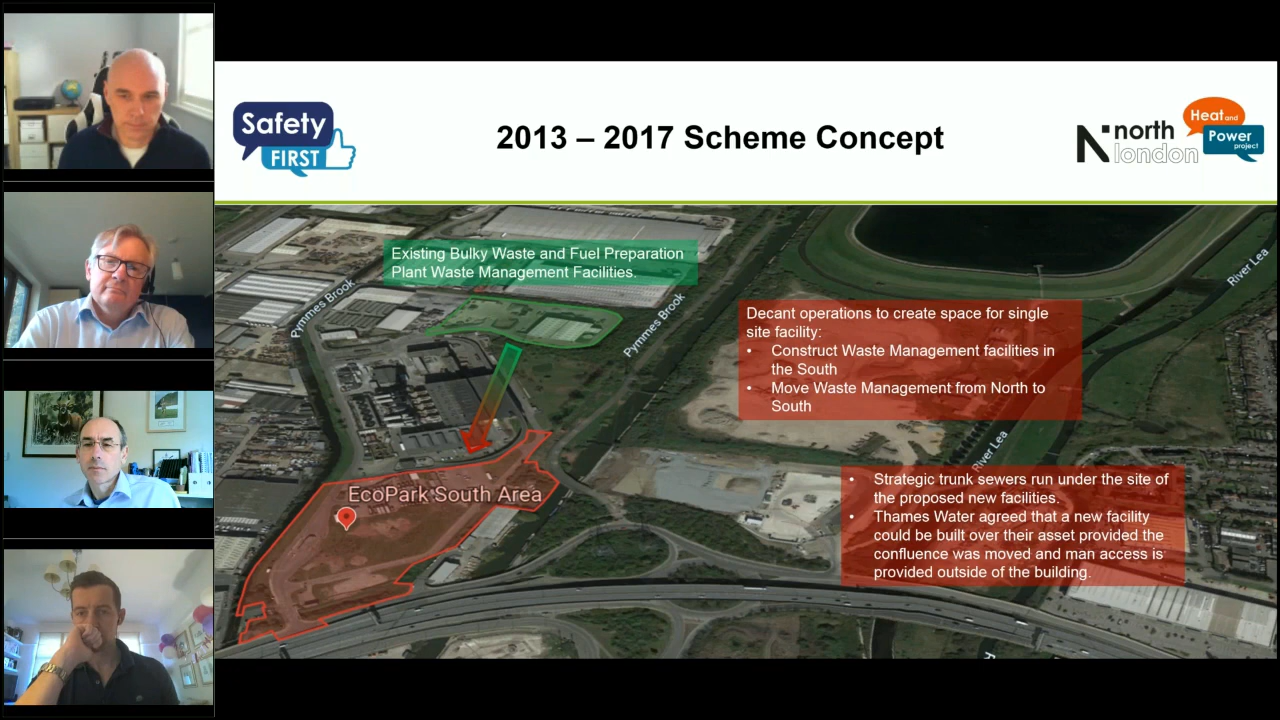 Safety
FIRST
2013 – 2017 Scheme Concept
north
london
Heat and
Power
project
Existing Bulky Waste and Fuel Preparation
Plant Waste Management Facilities.
Pymmes Brook
Pymmes Brook
River Lea
Decant operations to create space for single
site facility:
• Construct Waste Management facilities in
the South
• Move Waste Management from North to
South
River Lea
EcoPark South Area
• Strategic trunk sewers run under the site of
the proposed new facilities.
• Thames Water agreed that a new facility
could be built over their asset provided the
confluence was moved and man access is
provided outside of the building.